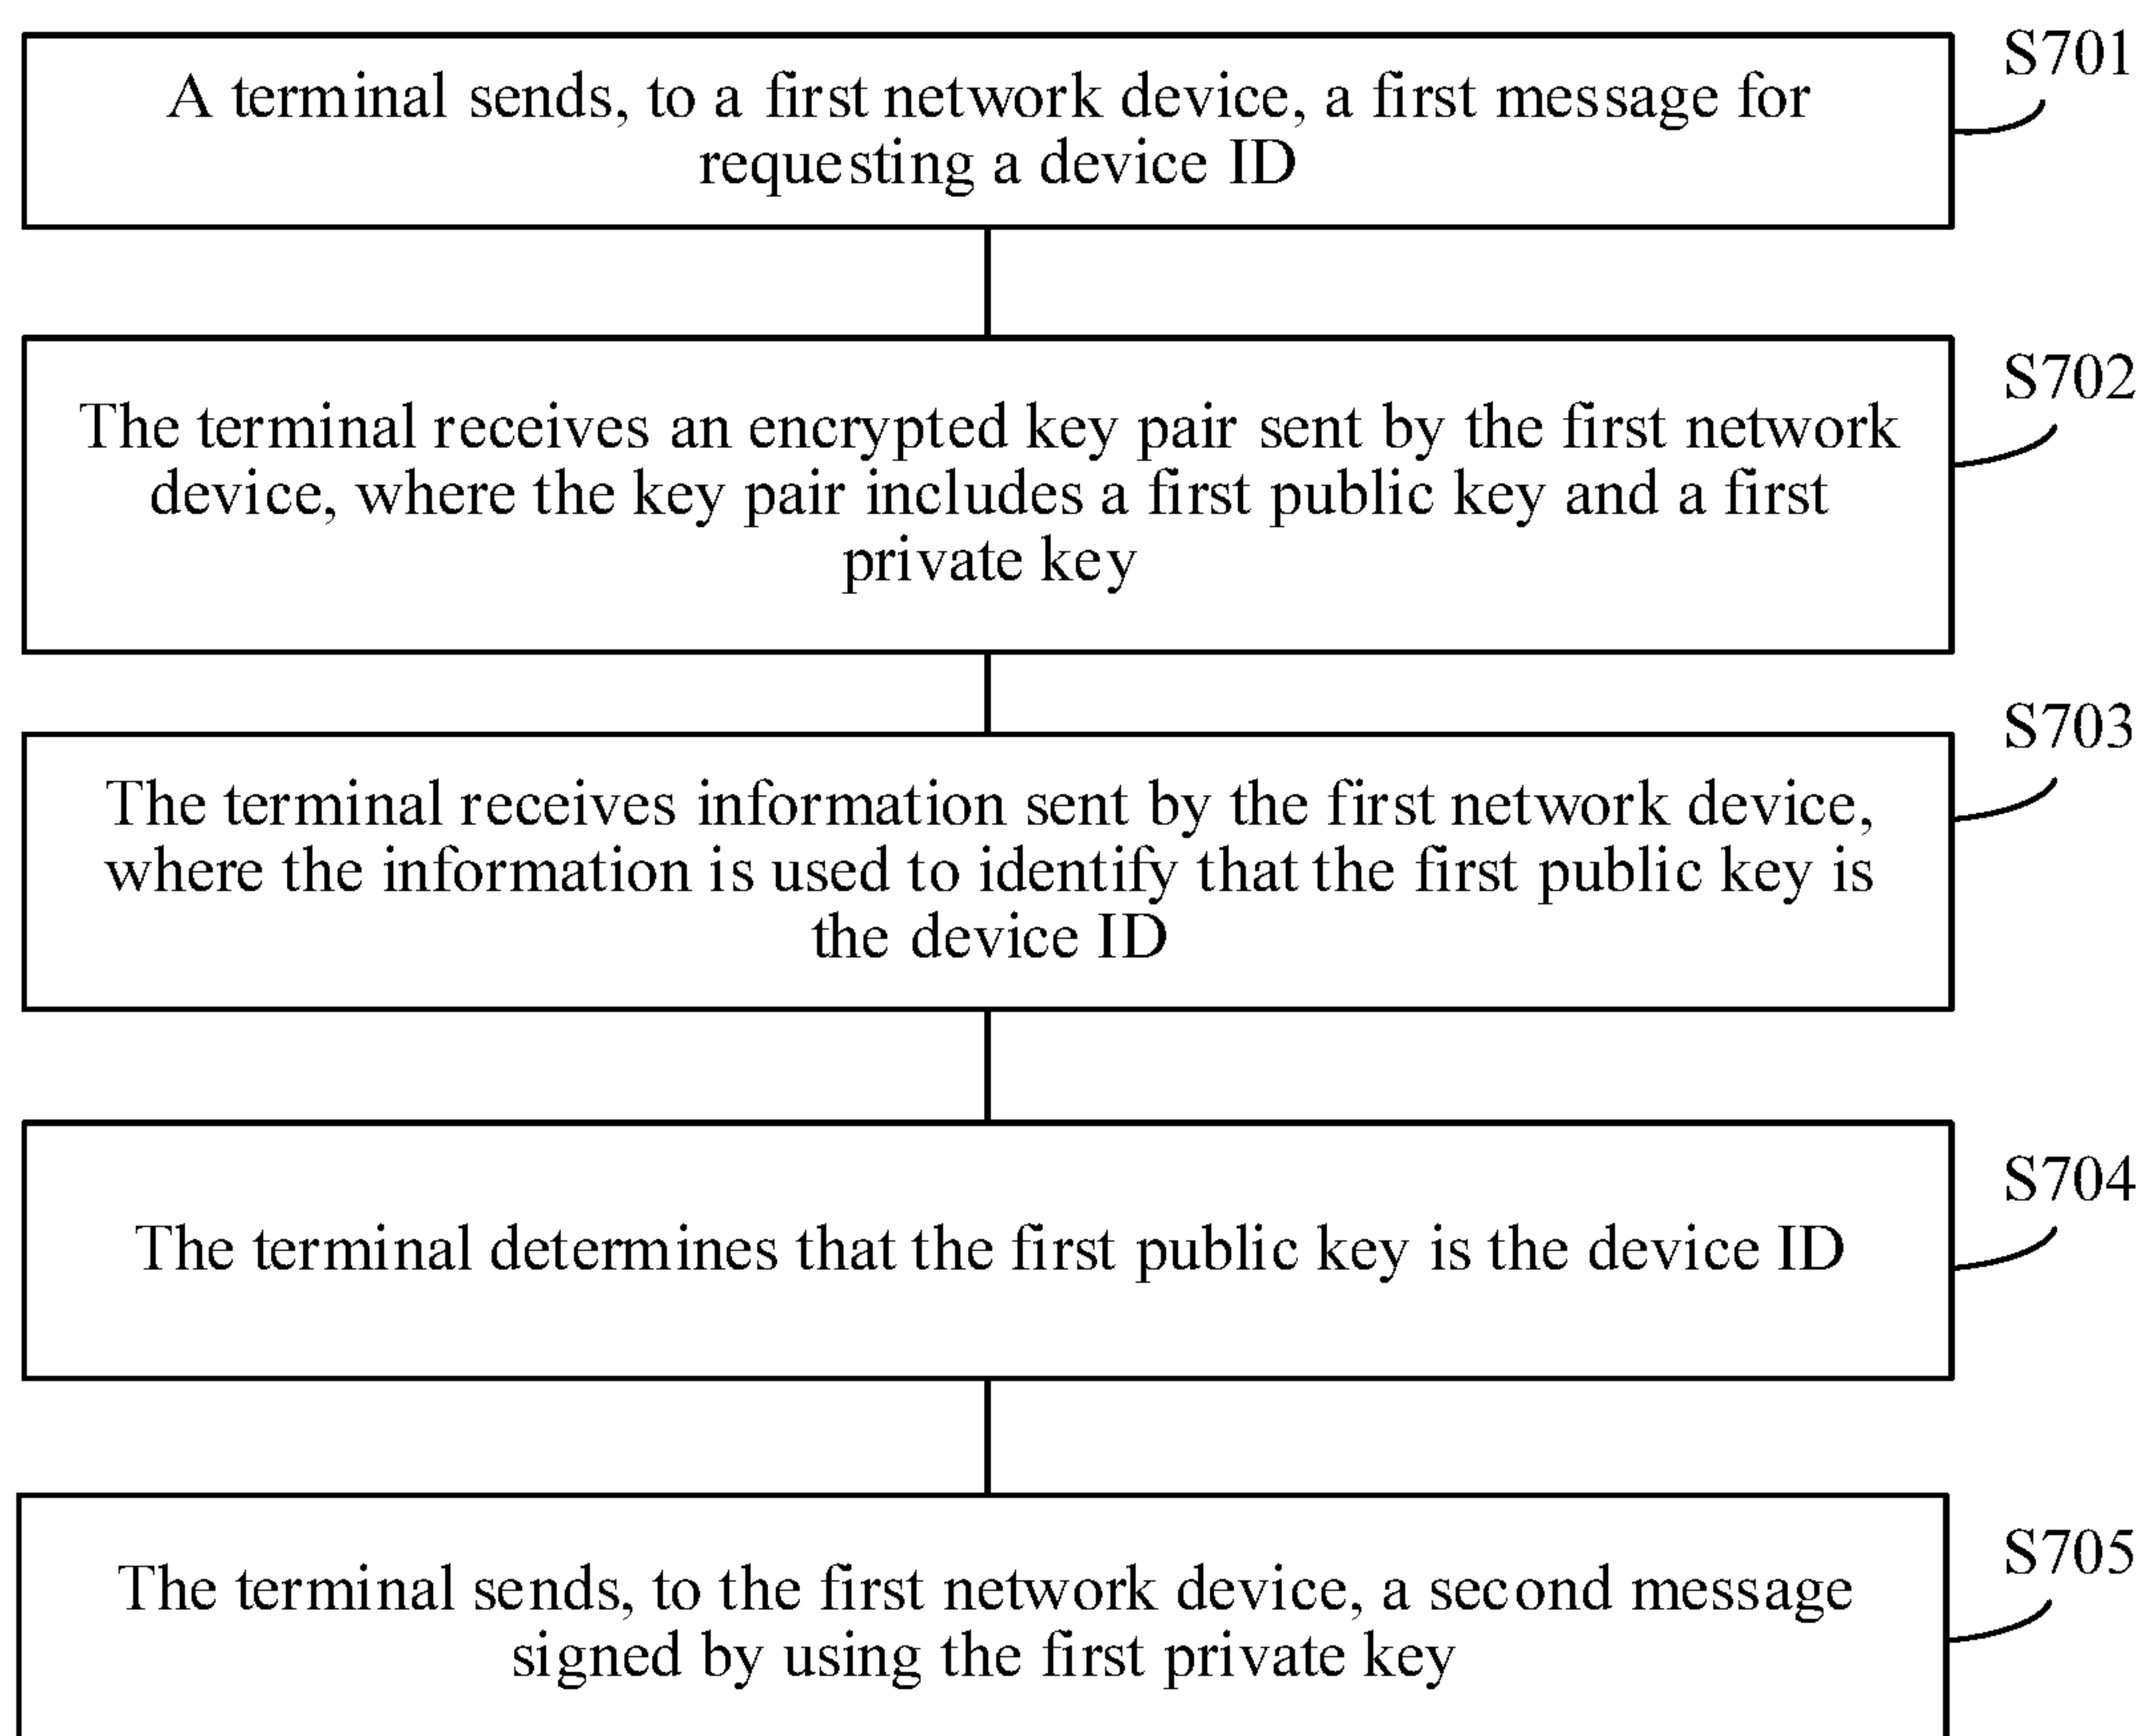 S701
A terminal sends, to a first network device, a first message for
requesting a device ID
S702
The terminal receives an encrypted key pair sent by the first network
device, where the key pair includes a first public key and a first
private key
S703
The terminal receives information sent by the first network device,
where the information is used to identify that the first public key is
the device ID
S704
The terminal determines that the first public key is the device ID
S705
The terminal sends, to the first network device, a second message
signed by using the first private key